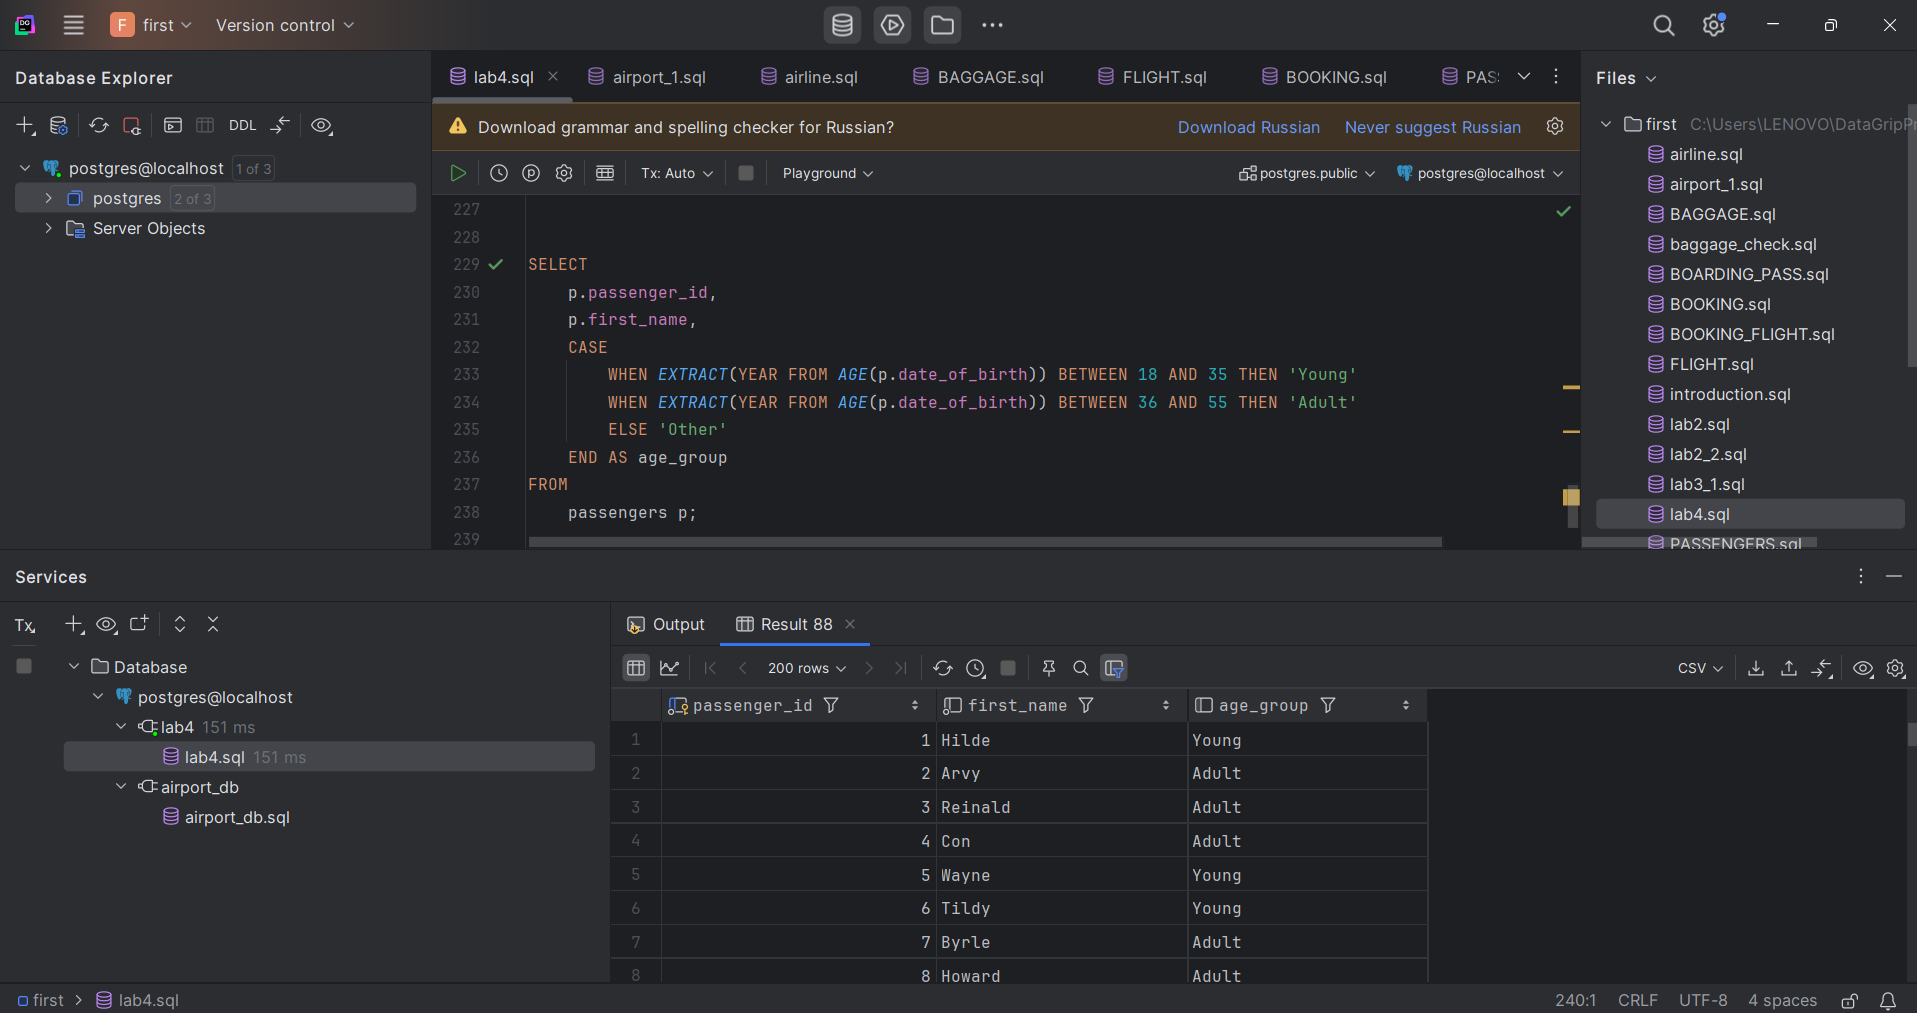 F first Version control
Database Explorer
lab4.sql airport_1.sql airline.sql BAGGAGE.sql FLIGHT.sql BOOKING.sql PAS
Files
DDL
Download grammar and spelling checker for Russian? Download Russian Never suggest Russian
Tx: Auto Playground postgres.public postgres@localhost
postgres@localhost 1 of 3
postgres 2 of 3
Server Objects
227
228
229 SELECT
230 p.passenger_id,
231 p.first_name,
232 CASE
233 WHEN EXTRACT(YEAR FROM AGE(p.date_of_birth)) BETWEEN 18 AND 35 THEN 'Young'
234 WHEN EXTRACT(YEAR FROM AGE(p.date_of_birth)) BETWEEN 36 AND 55 THEN 'Adult'
235 ELSE 'Other'
236 END AS age_group
237 FROM
238 passengers p;
239
first C:\Users\LENOVO\DataGripPr
airline.sql
airport_1.sql
BAGGAGE.sql
baggage_check.sql
BOARDING_PASS.sql
BOOKING.sql
BOOKING_FLIGHT.sql
FLIGHT.sql
introduction.sql
lab2.sql
lab2_2.sql
lab3_1.sql
lab4.sql
PASSENGERS.sql
Services
Tx
Database
postgres@localhost
lab4 151 ms
lab4.sql 151 ms
airport_db
airport_db.sql
Output Result 88
200 rows CSV
passenger_id first_name age_group
1 1 Hilde Young
2 2 Arvy Adult
3 3 Reinald Adult
4 4 Con Adult
5 5 Wayne Young
6 6 Tildy Young
7 7 Byrle Adult
8 8 Howard Adult
first > lab4.sql 240:1 CRLF UTF-8 4 spaces